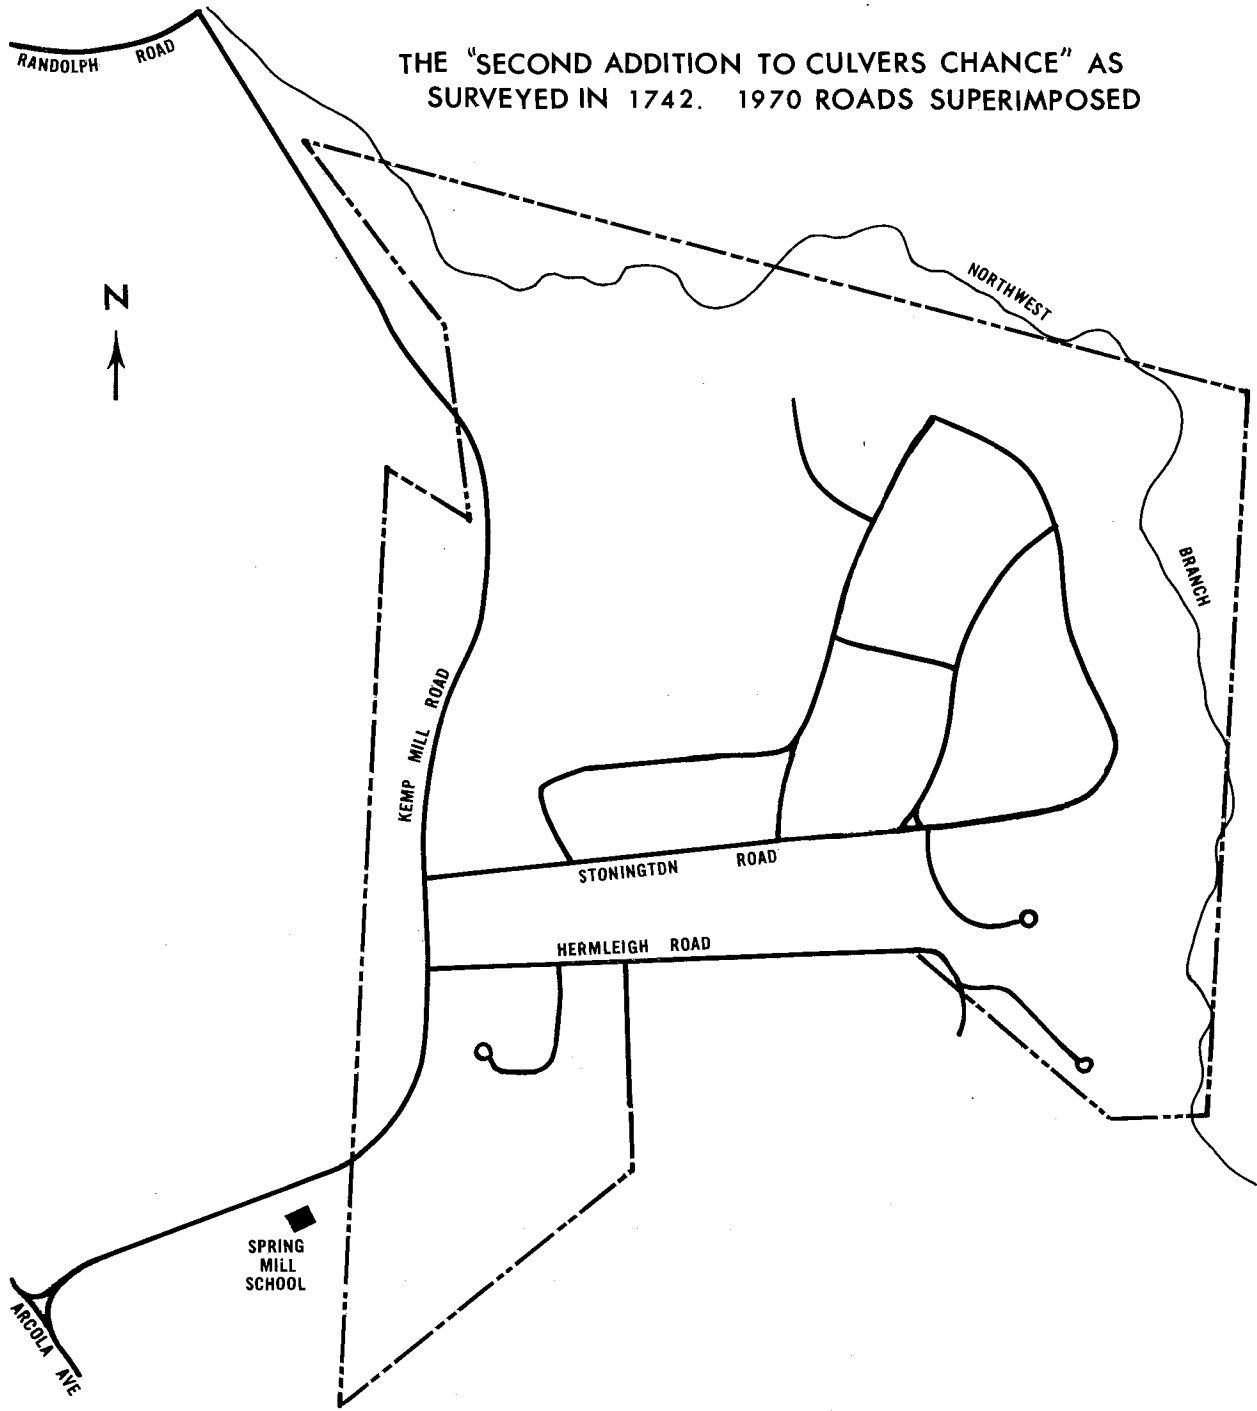 THE "SECOND ADDITION TO CULVERS CHANCE" AS
SURVEYED IN 1742. 1970 ROADS SUPERIMPOSED
RANDOLPH ROAD
N
NORTHWEST
BRANCH
KEMP MILL ROAD
STONINGTON ROAD
HERMLEIGH ROAD
SPRING
MILL
SCHOOL
ARCOLA AVE